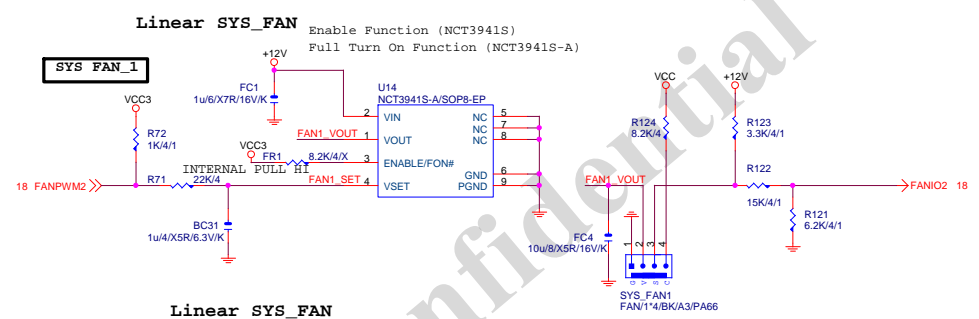 Linear SYS_FAN
Enable Function (NCT3941S)
Full Turn On Function (NCT3941S-A)
SYS FAN_1
+12V
FC1
1u/6/X7R/16V/K
U14
NCT3941S-A/SOP8-EP
VCC3
R72
1K/4/1
2 VIN
NC 5
NC 7
NC 8
FAN1_VOUT 1 VOUT
VCC3
FR1 8.2K/4/X
3 ENABLE/FON#
INTERNAL PULL HI
18 FANPWM2
R71 22K/4
FAN1_SET 4 VSET
GND 6
PGND 9
BC31
1u/4/X5R/6.3V/K
VCC
+12V
R124
8.2K/4
R123
3.3K/4/1
FAN1_VOUT
R122
15K/4/1
FANIO2 18
R121
6.2K/4/1
FC4
10u/8/X5R/16V/K
1 2 3 4
G V S C
SYS_FAN1
FAN/1*4/BK/A3/PA66
Linear SYS_FAN